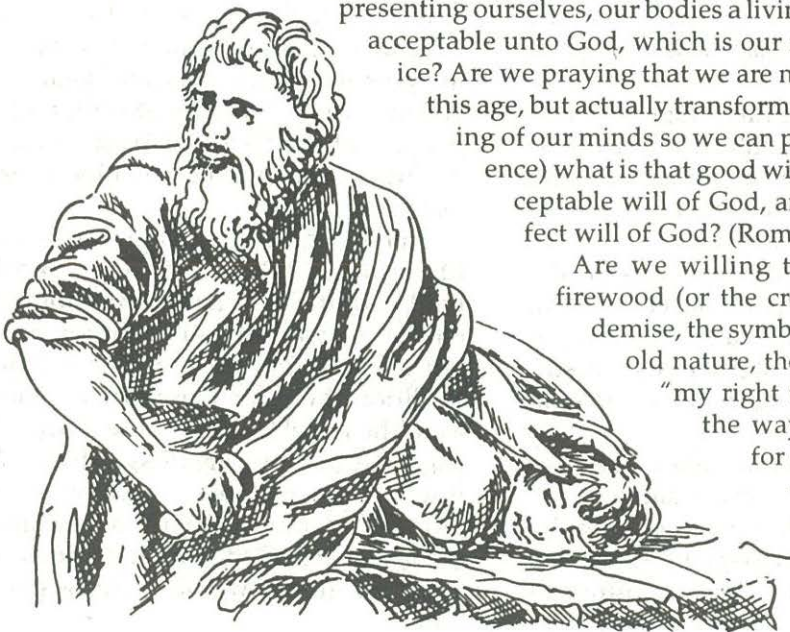 presenting ourselves, our bodies a livin
acceptable unto God, which is our
ice? Are we praying that we are n
this age, but actually transform
ing of our minds so we can p
ence) what is that good wi
ceptable will of God, a
fect will of God? (Rom
Are we willing t
firewood (or the cr
demise, the symb
old nature, th
"my right
the way
for